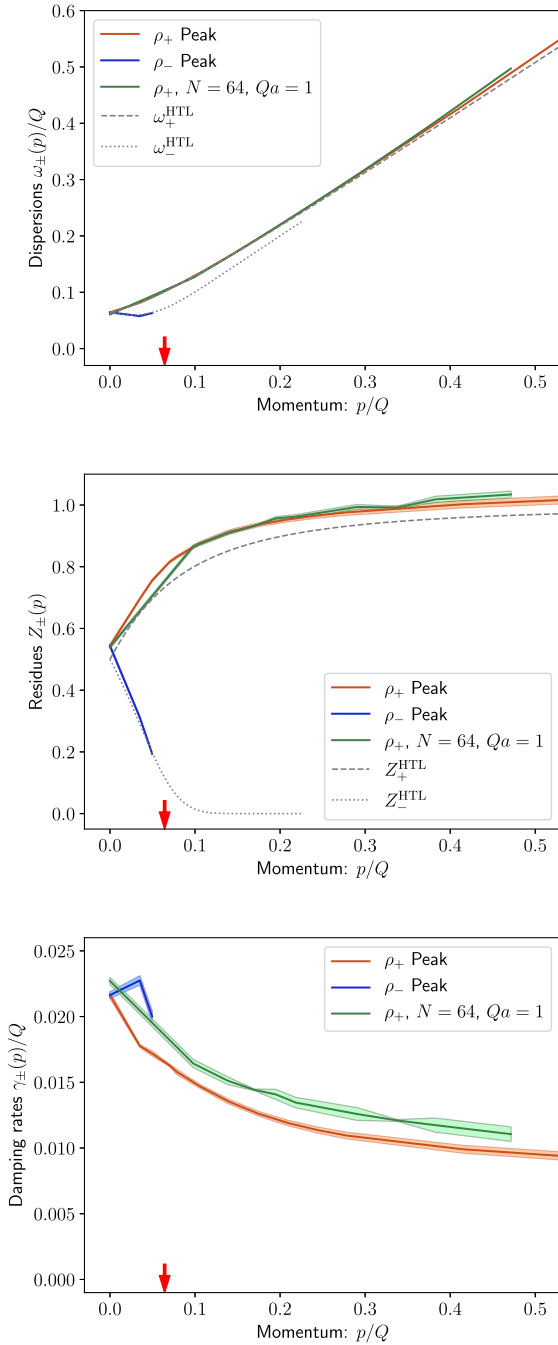 0.6
0.5
0.4
0.3
0.2
0.1
0.0
Dispersions ω±(p)/Q
ρ₊ Peak
ρ₋ Peak
ρ₊, N = 64, Qa = 1
ω₊^HTL
ω₋^HTL
0.0 0.1 0.2 0.3 0.4 0.5
Momentum: p/Q
1.0
0.8
0.6
0.4
0.2
0.0
Residues Z±(p)
ρ₊ Peak
ρ₋ Peak
ρ₊, N = 64, Qa = 1
Z₊^HTL
Z₋^HTL
0.0 0.1 0.2 0.3 0.4 0.5
Momentum: p/Q
0.025
0.020
0.015
0.010
0.005
0.000
Damping rates γ±(p)/Q
ρ₊ Peak
ρ₋ Peak
ρ₊, N = 64, Qa = 1
0.0 0.1 0.2 0.3 0.4 0.5
Momentum: p/Q